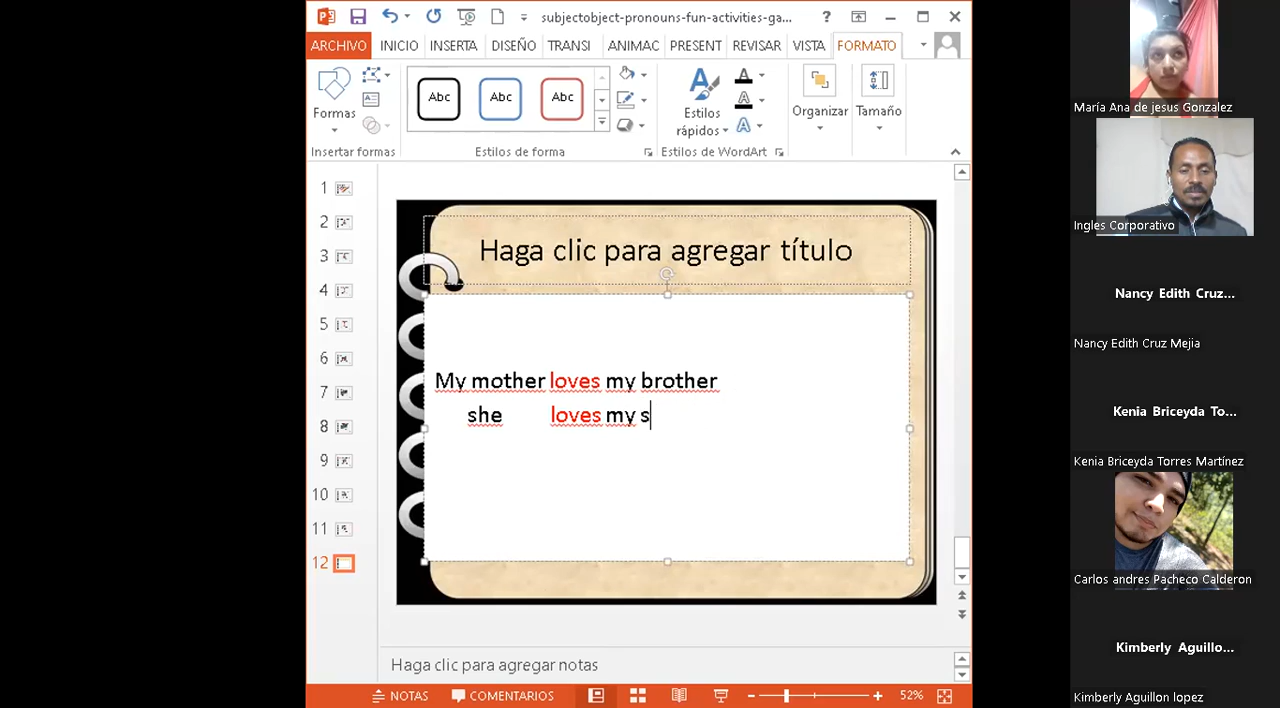 subjectobject-pronouns-fun-activities-ga...
?
ARCHIVO INICIO INSERTA DISEÑO TRANSI ANIMAC PRESENT REVISAR VISTA FORMATO
Abc Abc Abc
Formas
Estilos rápidos
Organizar
Tamaño
Insertar formas
Estilos de forma
Estilos de WordArt
1
2
3
4
5
6
7
8
9
10
11
12
Haga clic para agregar título
My mother loves my brother
she loves my s
Haga clic para agregar notas
NOTAS COMENTARIOS 52%
María Ana de jesus Gonzalez
Ingles Corporativo
Nancy Edith Cruz...
Nancy Edith Cruz Mejia
Kenia Briceyda To...
Kenia Briceyda Torres Martínez
Carlos andres Pacheco Calderon
Kimberly Aguillo...
Kimberly Aguillon lopez